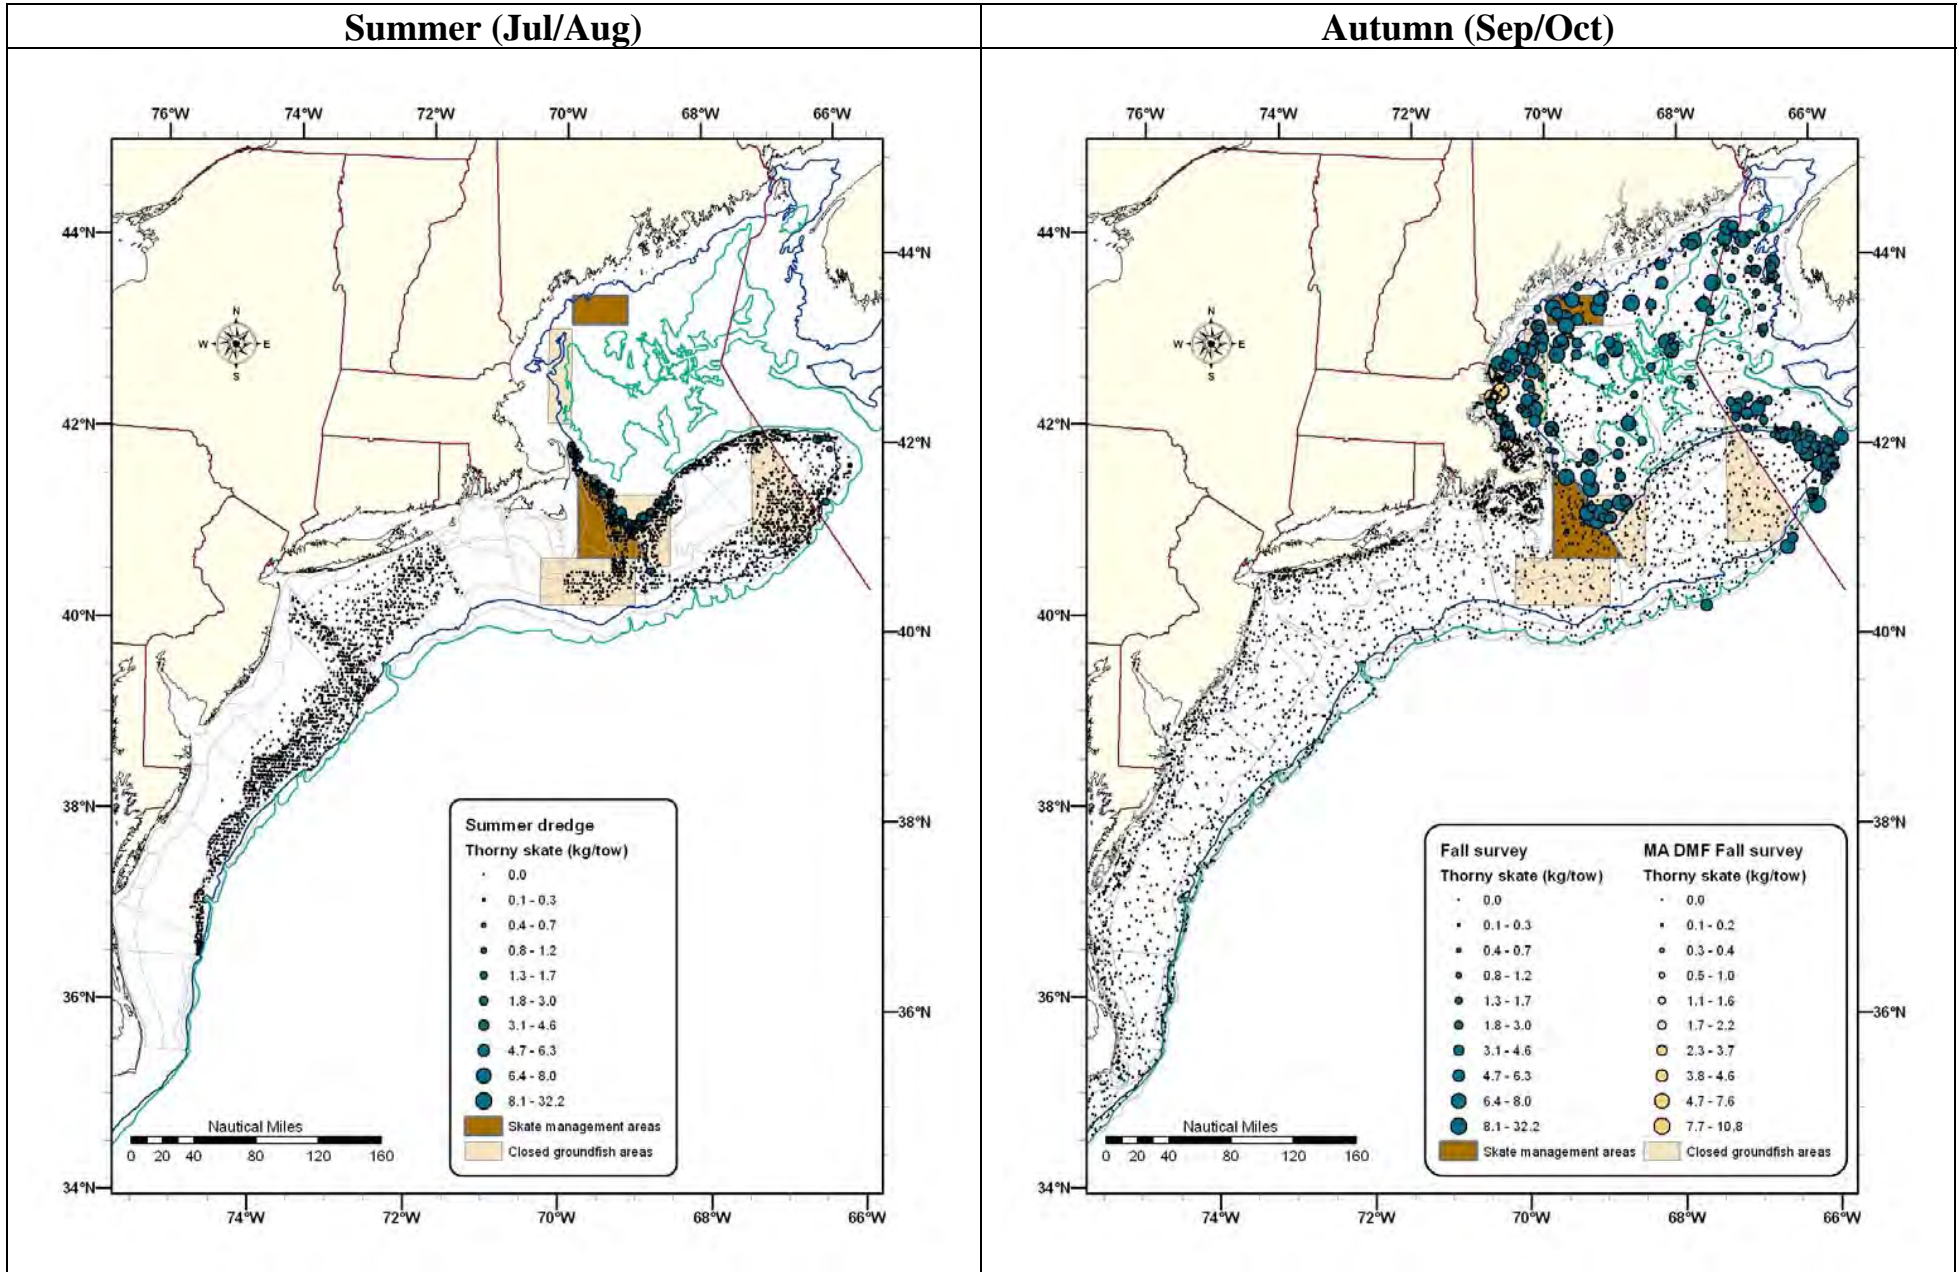 Summer (Jul/Aug)
76°W 74°W 72°W 70°W 68°W 66°W
44°N 44°N
N
W E
S
42°N 42°N
40°N 40°N
38°N 38°N
36°N 36°N
34°N
Summer dredge
Thorny skate (kg/tow)
0.0
0.1 - 0.3
0.4 - 0.7
0.8 - 1.2
1.3 - 1.7
1.8 - 3.0
3.1 - 4.6
4.7 - 6.3
6.4 - 8.0
8.1 - 32.2
Skate management areas
Closed groundfish areas
Nautical Miles
0 20 40 80 120 160
74°W 72°W 70°W 68°W 66°W
Autumn (Sep/Oct)
76°W 74°W 72°W 70°W 68°W 66°W
44°N 44°N
N
W E
S
42°N 42°N
40°N 40°N
38°N 38°N
36°N 36°N
34°N
Fall survey
Thorny skate (kg/tow)
0.0
0.1 - 0.3
0.4 - 0.7
0.8 - 1.2
1.3 - 1.7
1.8 - 3.0
3.1 - 4.6
4.7 - 6.3
6.4 - 8.0
8.1 - 32.2
Skate management areas
MA DMF Fall survey
Thorny skate (kg/tow)
0.0
0.1 - 0.2
0.3 - 0.4
0.5 - 1.0
1.1 - 1.6
1.7 - 2.2
2.3 - 3.7
3.8 - 4.6
4.7 - 7.6
7.7 - 10.8
Closed groundfish areas
Nautical Miles
0 20 40 80 120 160
74°W 72°W 70°W 68°W 66°W